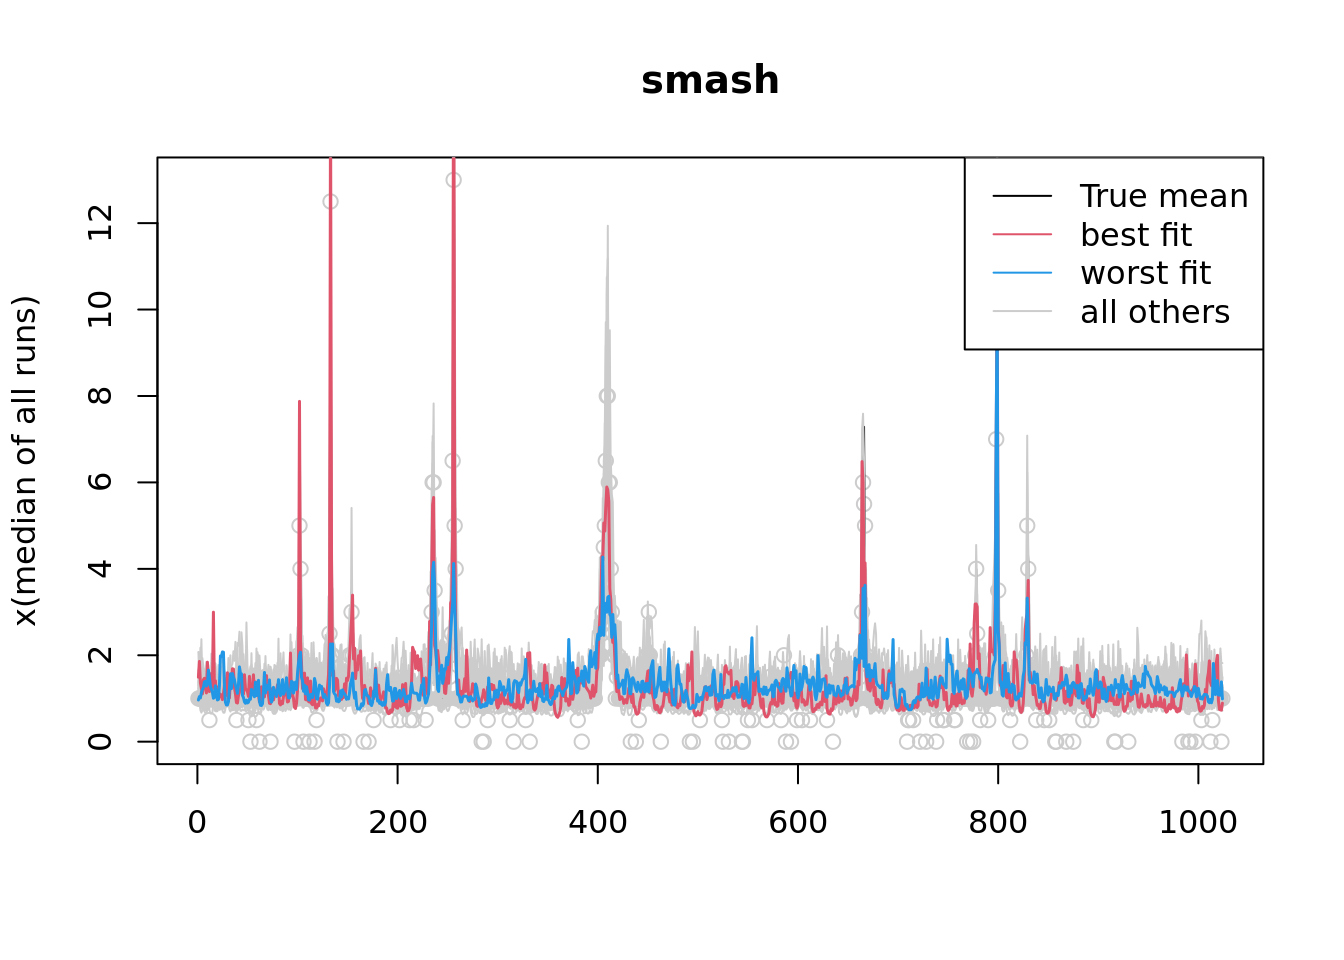 smash
True mean
best fit
worst fit
all others
x(median of all runs)
12
10
8
6
4
2
0
0 200 400 600 800 1000